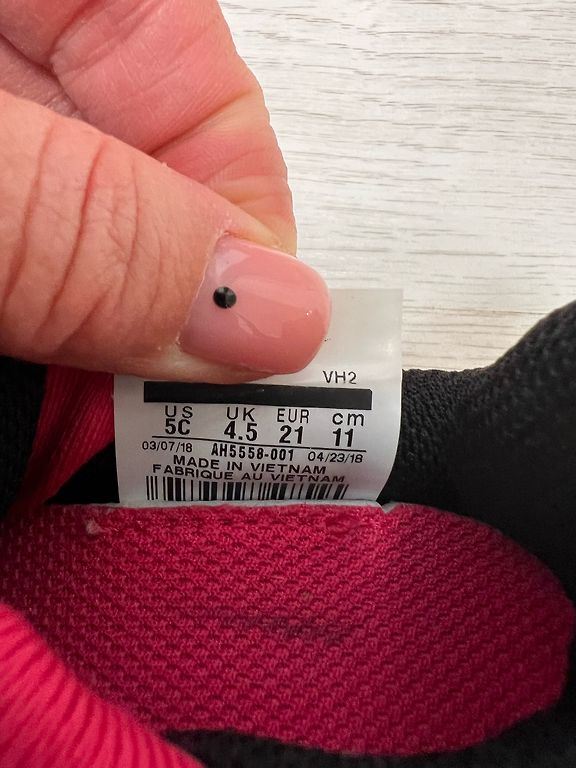 VH2
US UK EUR cm
5C 4.5 21 11
03/07/18 AH5558-001 04/23/18
MADE IN VIETNAM
FABRIQUE AU VIETNAM